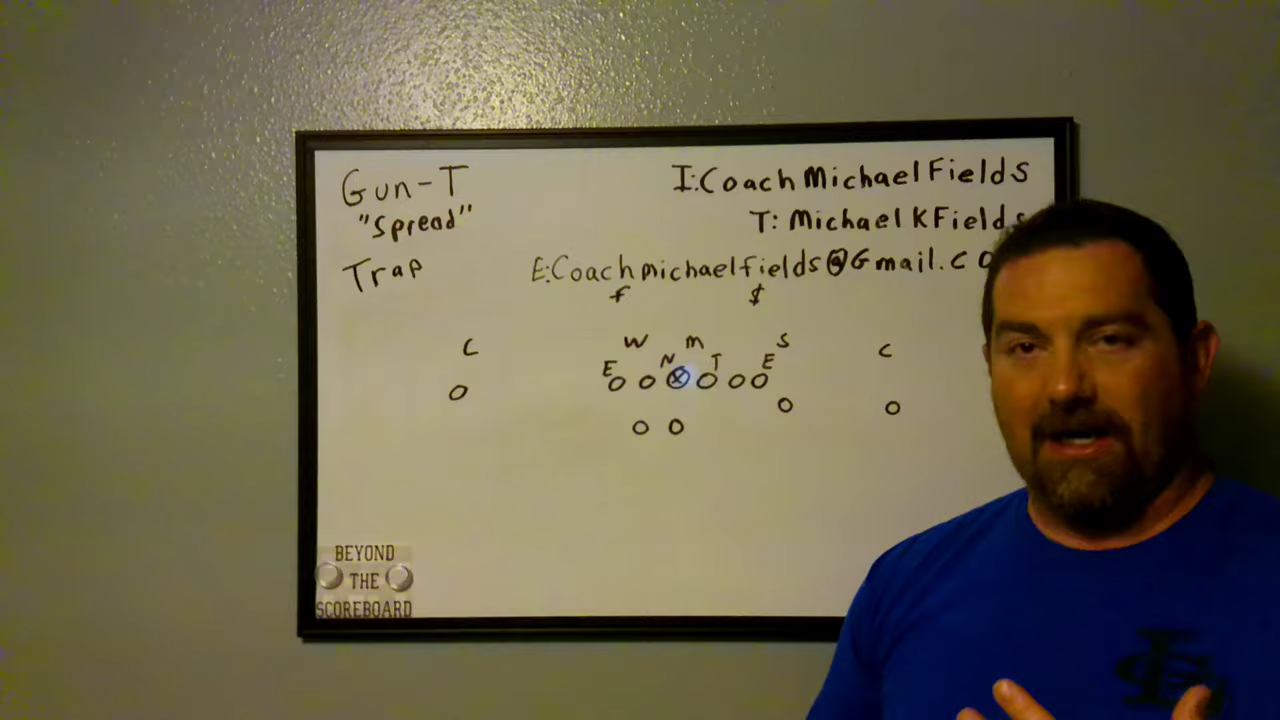 Gun-T
I:CoachMichaelFields
"Spread"
T: MichaelKFields
Trap
E:Coachmichaelfields@Gmail.co
f $
C W M S C
E N T E
BEYOND
THE
SCOREBOARD